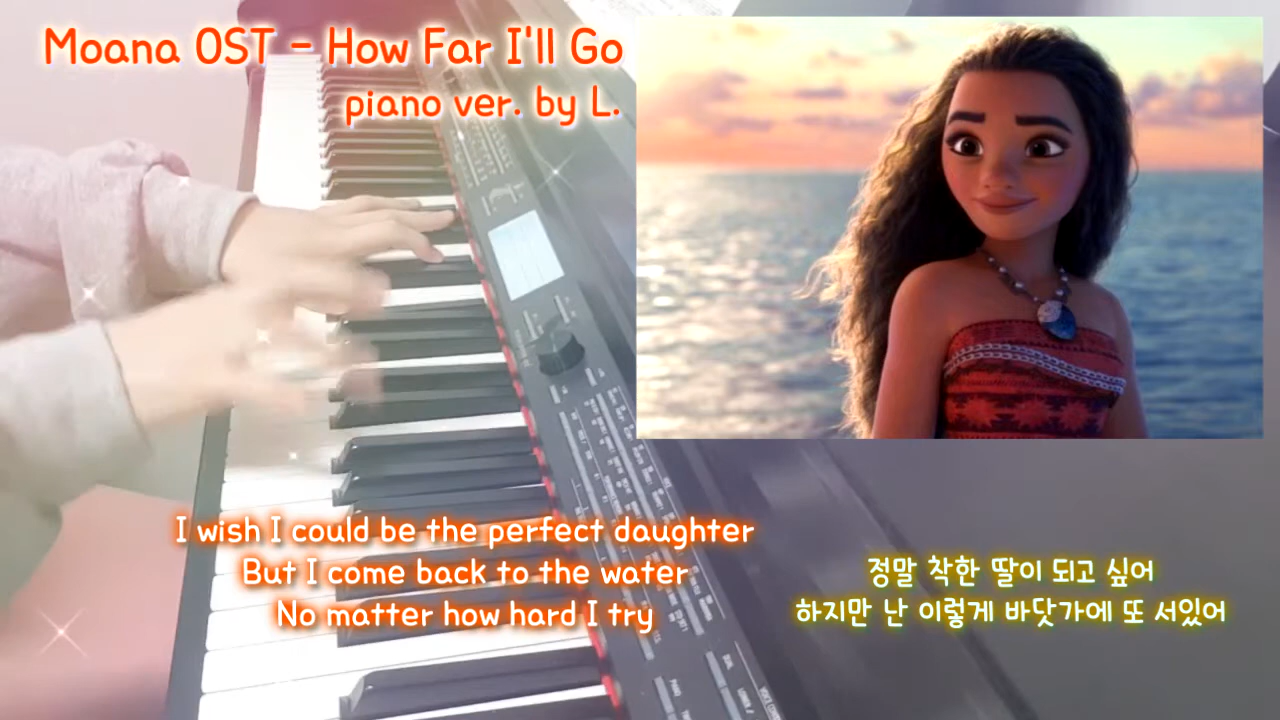 Moana OST - How Far I'll Go
piano ver. by L.
I wish I could be the perfect daughter
But I come back to the water
No matter how hard I try
정말 착한 딸이 되고 싶어
하지만 난 이렇게 바닷가에 또 서있어